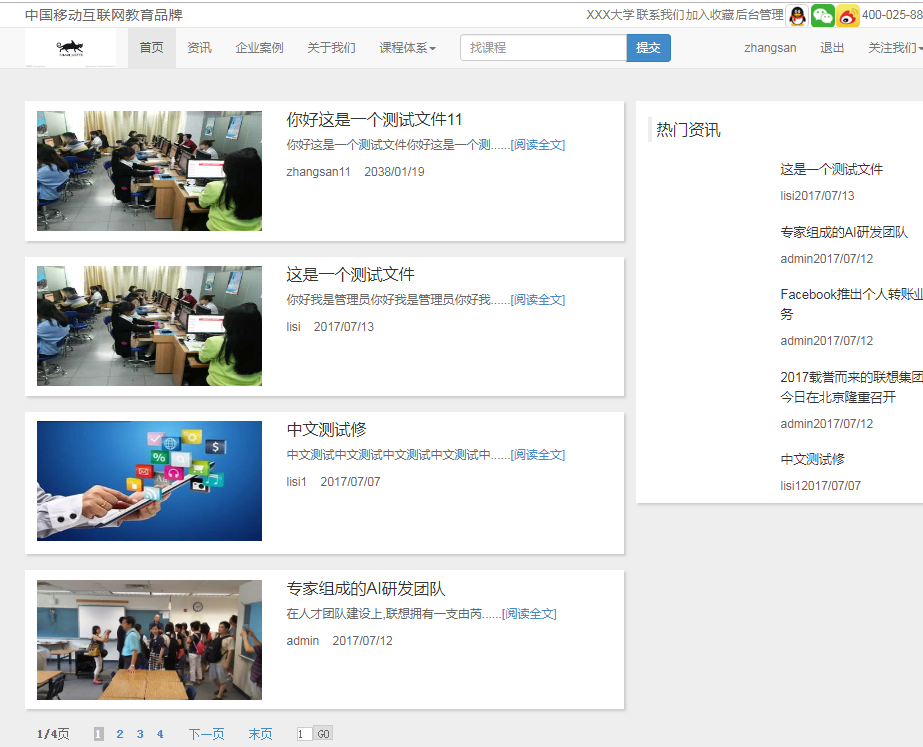 中国移动互联网教育品牌
XXX大学 联系我们 加入收藏 后台管理 400-025-88
首页 资讯 企业案例 关于我们 课程体系 找课程 提交 zhangsan 退出 关注我们
你好这是一个测试文件11
你好这是一个测试文件你好这是一个测......[阅读全文]
zhangsan11 2038/01/19
这是一个测试文件
你好我是管理员你好我是管理员你好我......[阅读全文]
lisi 2017/07/13
中文测试修
中文测试中文测试中文测试中文测试中......[阅读全文]
lisi1 2017/07/07
专家组成的AI研发团队
在人才团队建设上,联想拥有一支由芮......[阅读全文]
admin 2017/07/12
1/4页 1 2 3 4 下一页 末页 1 GO
热门资讯
这是一个测试文件
lisi2017/07/13
专家组成的AI研发团队
admin2017/07/12
Facebook推出个人转账业
务
admin2017/07/12
2017载誉而来的联想集团
今日在北京隆重召开
admin2017/07/12
中文测试修
lisi12017/07/07